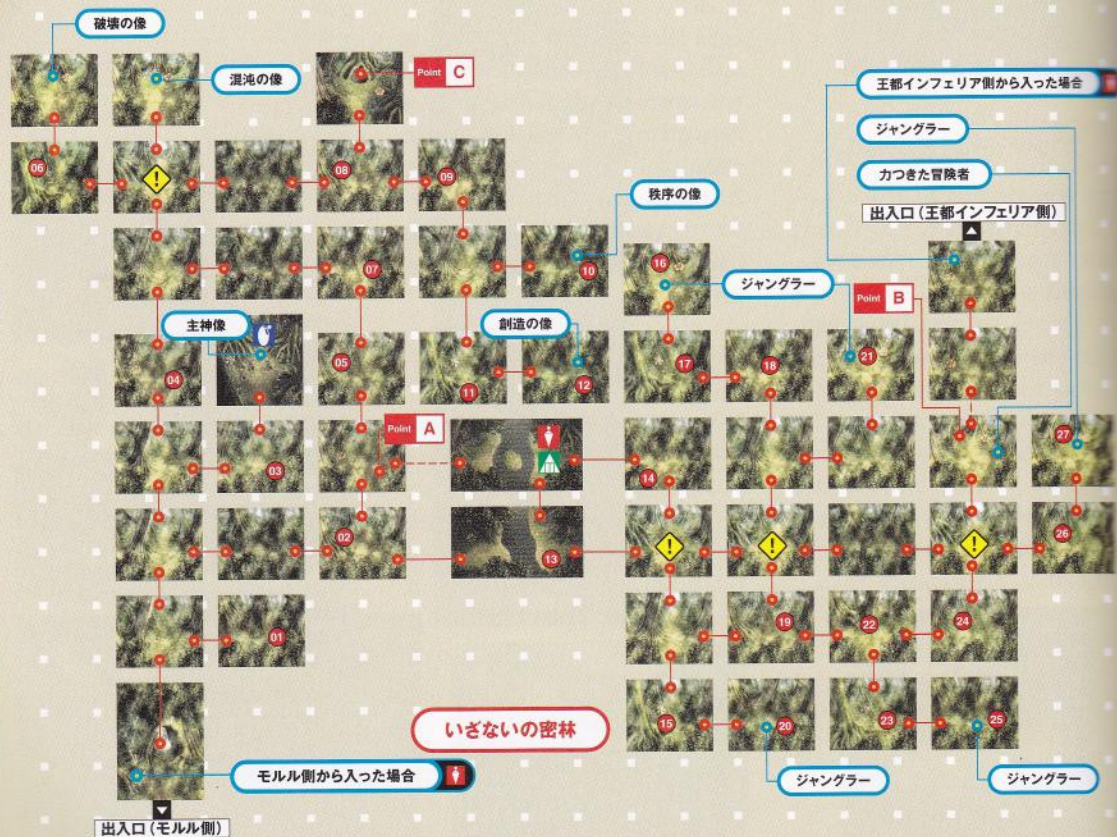 破壊の像
混沌の像
Point C
王都インフェリア側から入った場合
ジャングラー
力つきた冒険者
出入口(王都インフェリア側)
06
!
08
09
秩序の像
07
10
16
ジャングラー
Point B
主神像
創造の像
04
05
11
12
17
18
21
Point A
03
14
27
02
13
!
!
!
26
01
19
22
24
15
20
23
25
いざないの密林
モルル側から入った場合
ジャングラー
ジャングラー
出入口(モルル側)